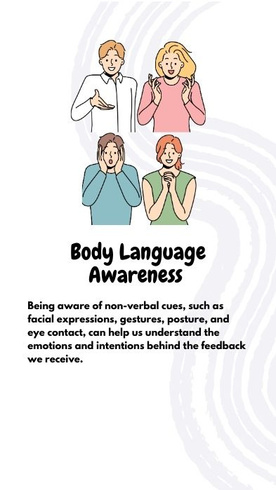 Body Language
Awareness
Being aware of non-verbal cues, such as
facial expressions, gestures, posture, and
eye contact, can help us understand the
emotions and intentions behind the feedback
we receive.